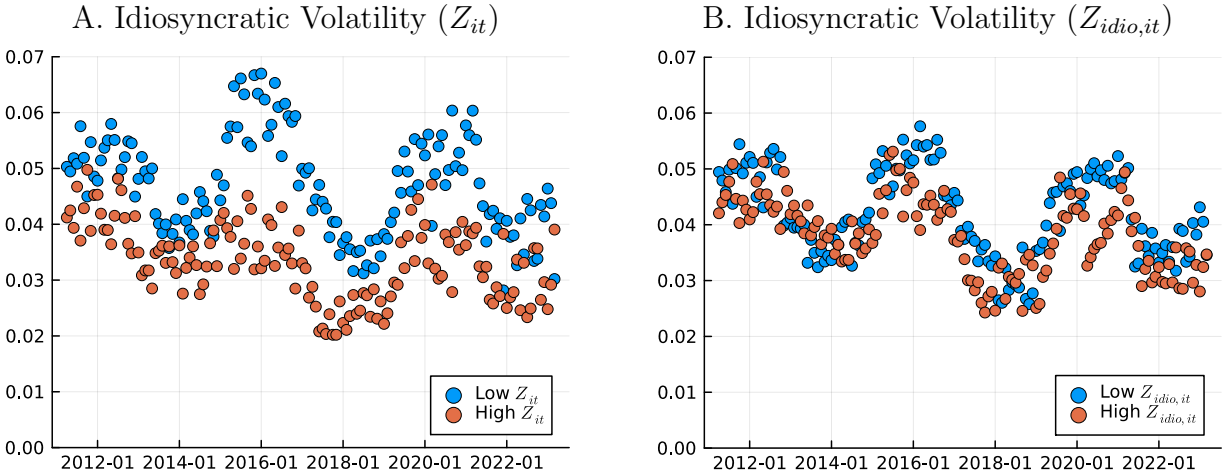 A. Idiosyncratic Volatility (Z_it)
0.07
0.06
0.05
0.04
0.03
0.02
0.01
0.00
2012-01 2014-01 2016-01 2018-01 2020-01 2022-01
Low Z_it
High Z_it
B. Idiosyncratic Volatility (Z_idio,it)
0.07
0.06
0.05
0.04
0.03
0.02
0.01
0.00
2012-01 2014-01 2016-01 2018-01 2020-01 2022-01
Low Z_idio,it
High Z_idio,it